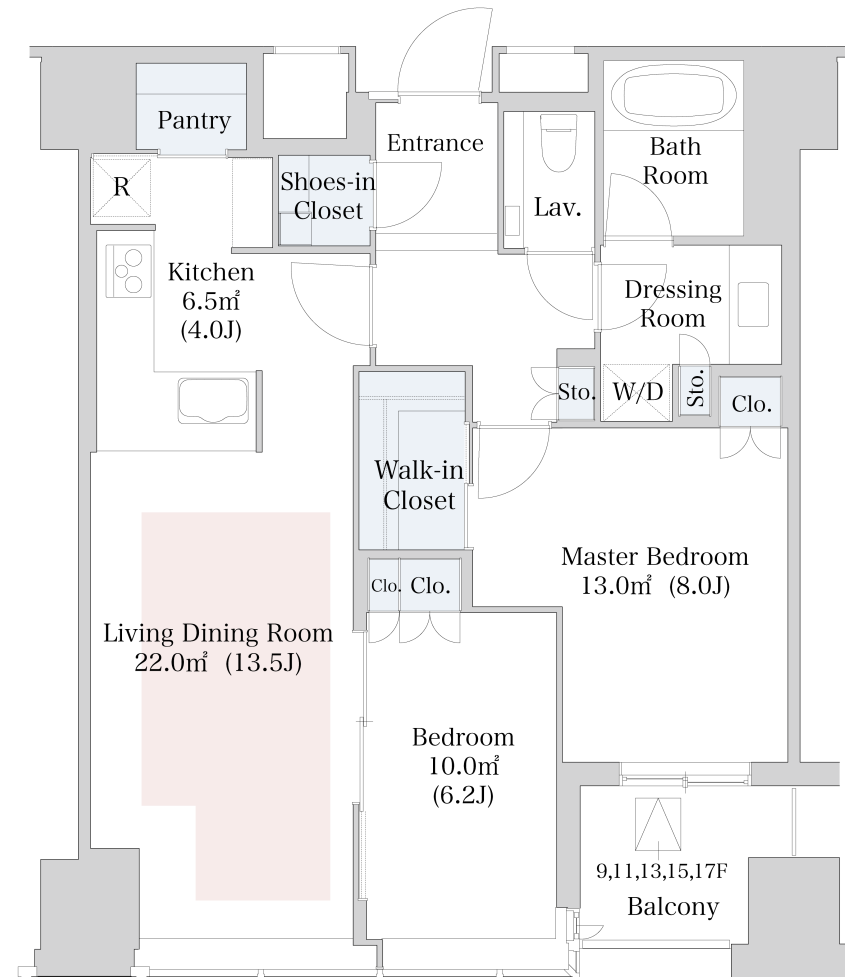 Pantry
Entrance
Bath
Room
R
Shoes-in
Closet
Lav.
Kitchen
6.5㎡
(4.0J)
Dressing
Room
Sto.
W/D
Sto.
Clo.
Walk-in
Closet
Master Bedroom
13.0㎡ (8.0J)
Clo.
Clo.
Living Dining Room
22.0㎡ (13.5J)
Bedroom
10.0㎡
(6.2J)
9,11,13,15,17F
Balcony